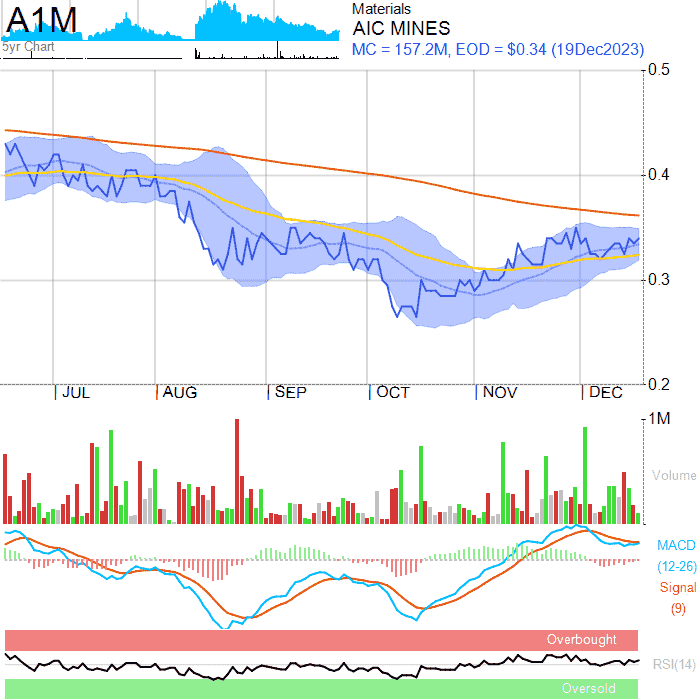 A1M
5yr Chart
Materials
AIC MINES
MC = 157.2M, EOD = $0.34 (19Dec2023)
0.5
0.4
0.3
0.2
JUL AUG SEP OCT NOV DEC
1M
Volume
MACD
(12-26)
Signal
(9)
Overbought
RSI(14)
Oversold